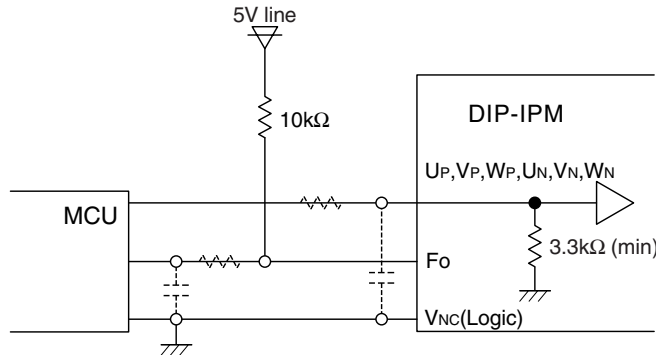 5V line
10kΩ
DIP-IPM
UP,VP,WP,UN,VN,WN
MCU
3.3kΩ (min)
Fo
VNC(Logic)